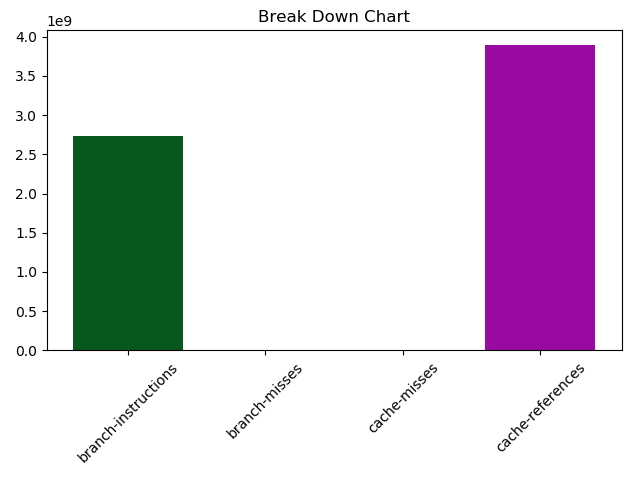 Break Down Chart
1e9
4.0
3.5
3.0
2.5
2.0
1.5
1.0
0.5
0.0
branch-instructions
branch-misses
cache-misses
cache-references